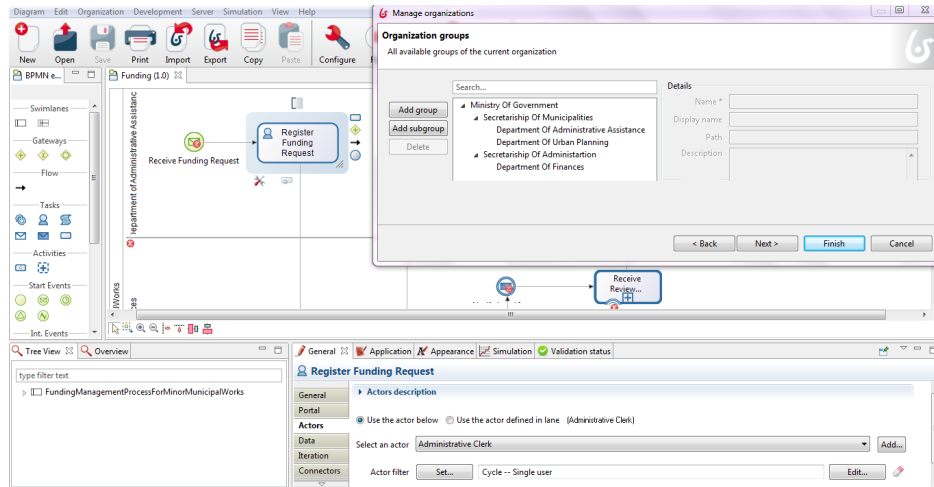 Diagram Edit Organization Development Server Simulation View Help
New Open Save Print Import Export Copy Paste Configure
BPMN e...
Funding (1.0)
Swimlanes
Gateways
Flow
Tasks
Activities
Start Events
Int. Events
Department of Administrative Assistanc
Receive Funding Request
Register
Funding
Request
lWorks
ces
Receive
Review...
Manage organizations
Organization groups
All available groups of the current organization
Search...
Add group
Add subgroup
Delete
Ministry Of Government
Secretariship Of Municipalities
Department Of Administrative Assistance
Department Of Urban Planning
Secretariship Of Administartion
Department Of Finances
Details
Name *
Display name
Path
Description
< Back Next > Finish Cancel
Tree View Overview
type filter text
FundingManagementProcessForMinorMunicipalWorks
General Application Appearance Simulation Validation status
Register Funding Request
General
Portal
Actors
Data
Iteration
Connectors
Actors description
Use the actor below Use the actor defined in lane (Administrative Clerk)
Select an actor Administrative Clerk Add...
Actor filter Set... Cycle -- Single user Edit...